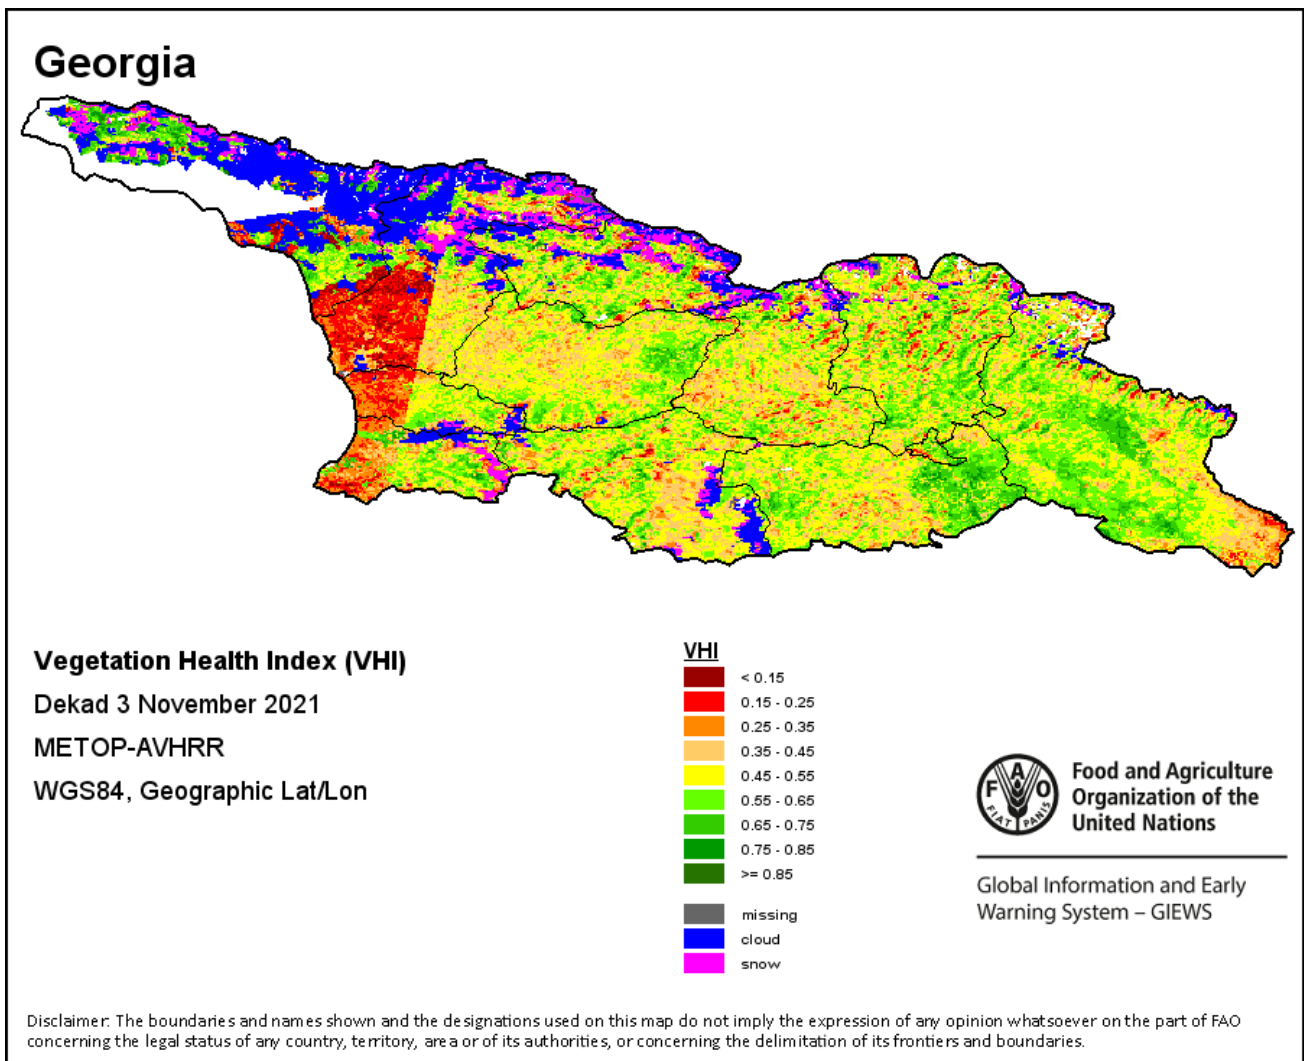 Georgia
Vegetation Health Index (VHI)
Dekad 3 November 2021
METOP-AVHRR
WGS84, Geographic Lat/Lon
VHI
< 0.15
0.15 - 0.25
0.25 - 0.35
0.35 - 0.45
0.45 - 0.55
0.55 - 0.65
0.65 - 0.75
0.75 - 0.85
>= 0.85
missing
cloud
snow
F A O
FIAT PANIS
Food and Agriculture
Organization of the
United Nations
Global Information and Early
Warning System – GIEWS
Disclaimer: The boundaries and names shown and the designations used on this map do not imply the expression of any opinion whatsoever on the part of FAO
concerning the legal status of any country, territory, area or of its authorities, or concerning the delimitation of its frontiers and boundaries.